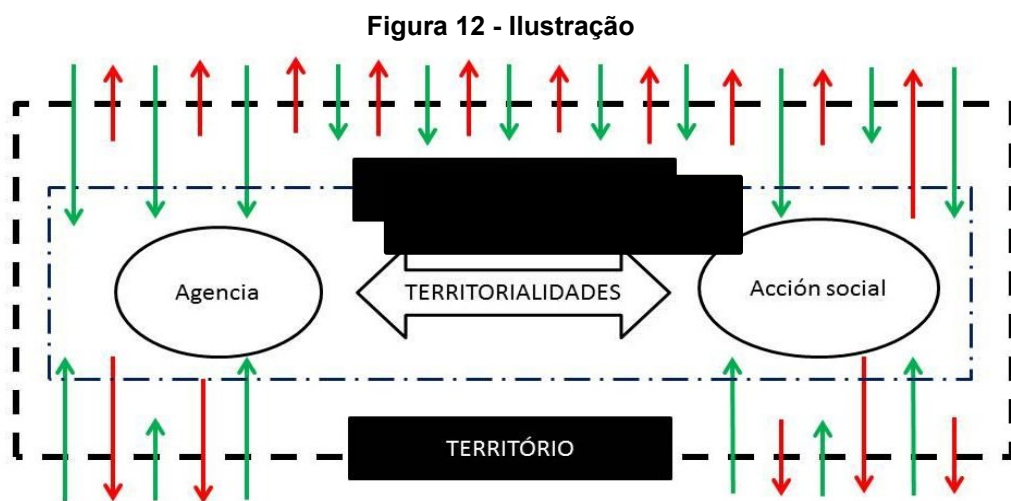 Figura 12 - Ilustração
Agencia
TERRITORIALIDADES
Acción social
TERRITÓRIO